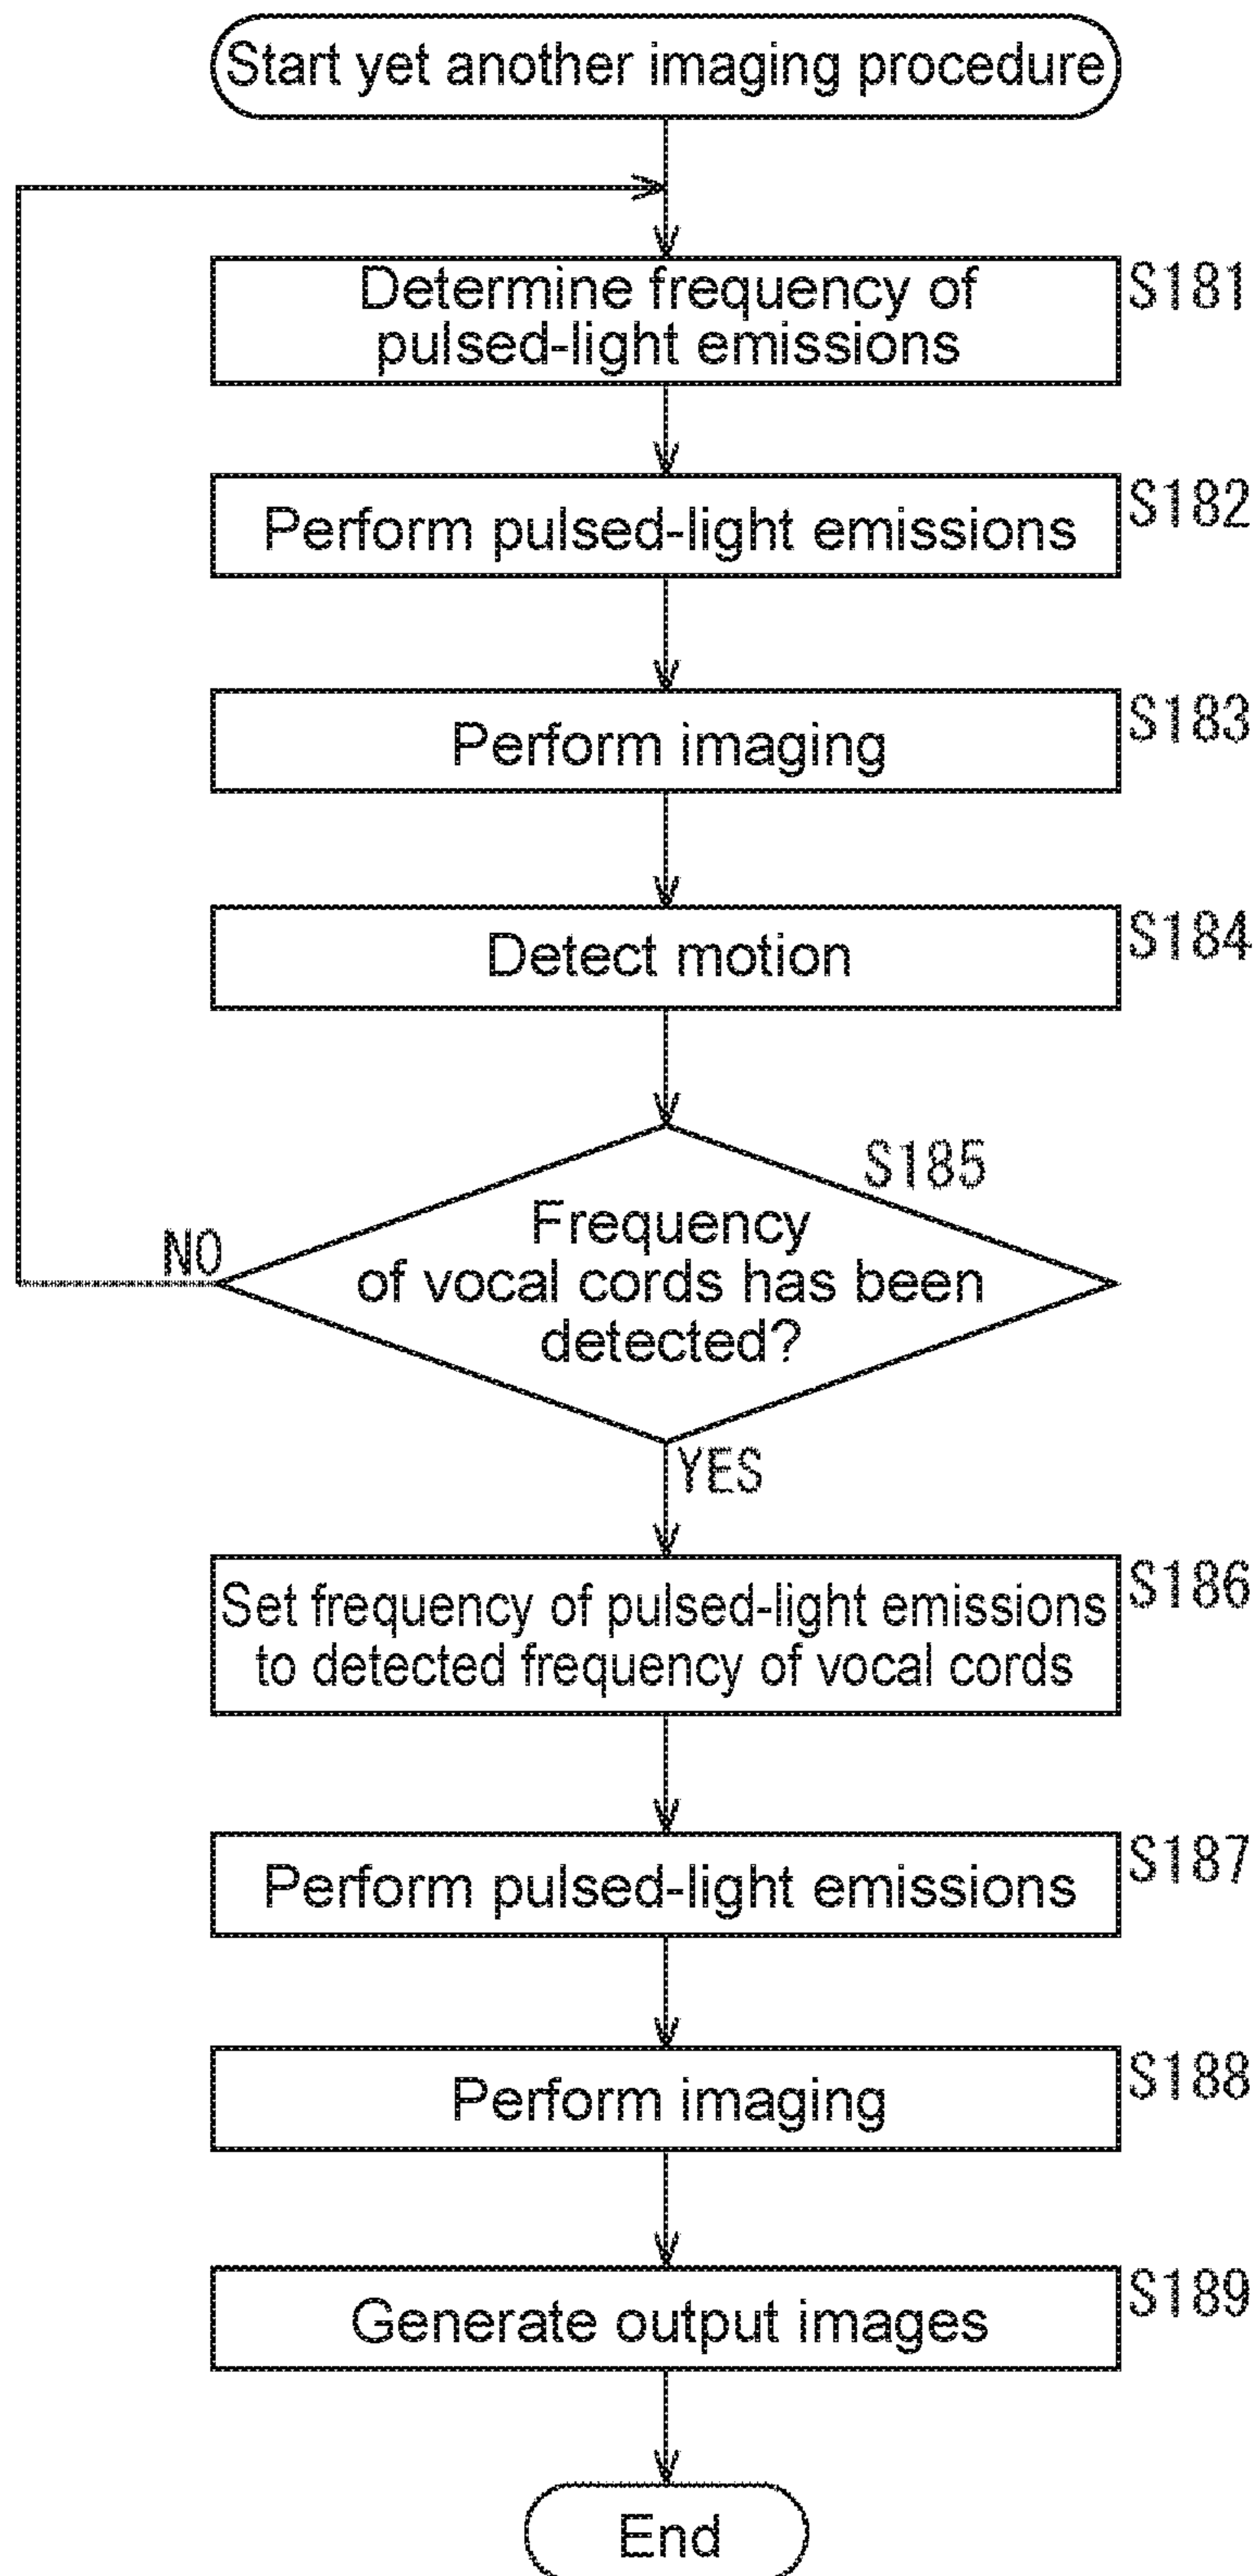 Start yet another imaging procedure
Determine frequency of
pulsed-light emissions
S181
Perform pulsed-light emissions
S182
Perform imaging
S183
Detect motion
S184
S185
Frequency
of vocal cords has been
detected?
NO
YES
Set frequency of pulsed-light emissions
to detected frequency of vocal cords
S186
Perform pulsed-light emissions
S187
Perform imaging
S188
Generate output images
S189
End